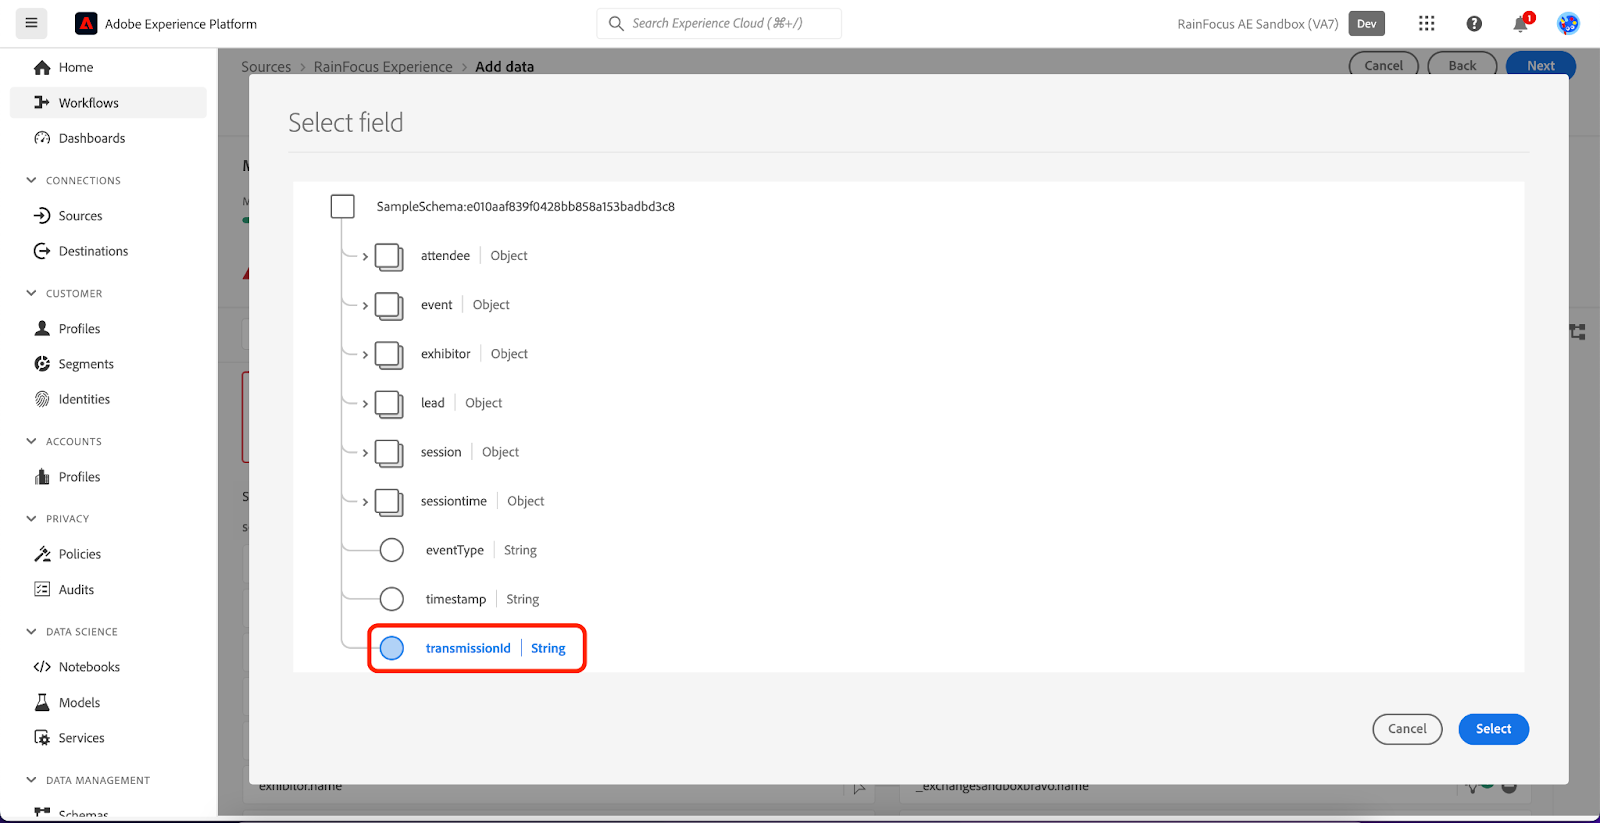 Adobe Experience Platform
Search Experience Cloud (⌘+/)
RainFocus AE Sandbox (VA7)
Dev
1
Home
Workflows
Dashboards
CONNECTIONS
Sources
Destinations
CUSTOMER
Profiles
Segments
Identities
ACCOUNTS
Profiles
PRIVACY
Policies
Audits
DATA SCIENCE
Notebooks
Models
Services
DATA MANAGEMENT
Schemas
Sources > RainFocus Experience > Add data
Cancel
Back
Next
Select field
SampleSchema:e010aaf839f0428bb858a153badbd3c8
attendee | Object
event | Object
exhibitor | Object
lead | Object
session | Object
sessiontime | Object
eventType | String
timestamp | String
transmissionId | String
Cancel
Select
exhibitor.name
_exchangesandboxbravo.name